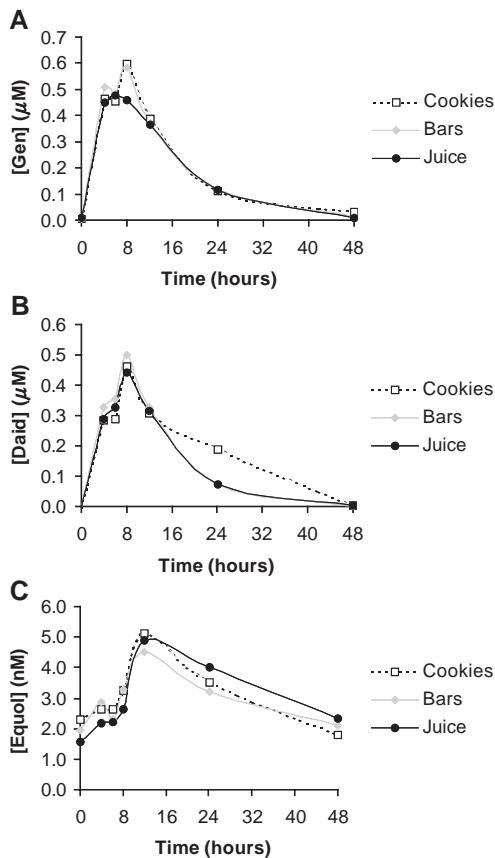 A
[Gen] (μM)
0.7
0.6
0.5
0.4
0.3
0.2
0.1
0.0
0 8 16 24 32 40 48
Time (hours)
Cookies
Bars
Juice
B
[Daid] (μM)
0.6
0.5
0.4
0.3
0.2
0.1
0.0
0 8 16 24 32 40 48
Time (hours)
Cookies
Bars
Juice
C
[Equol] (nM)
6.0
5.0
4.0
3.0
2.0
1.0
0.0
0 8 16 24 32 40 48
Time (hours)
Cookies
Bars
Juice